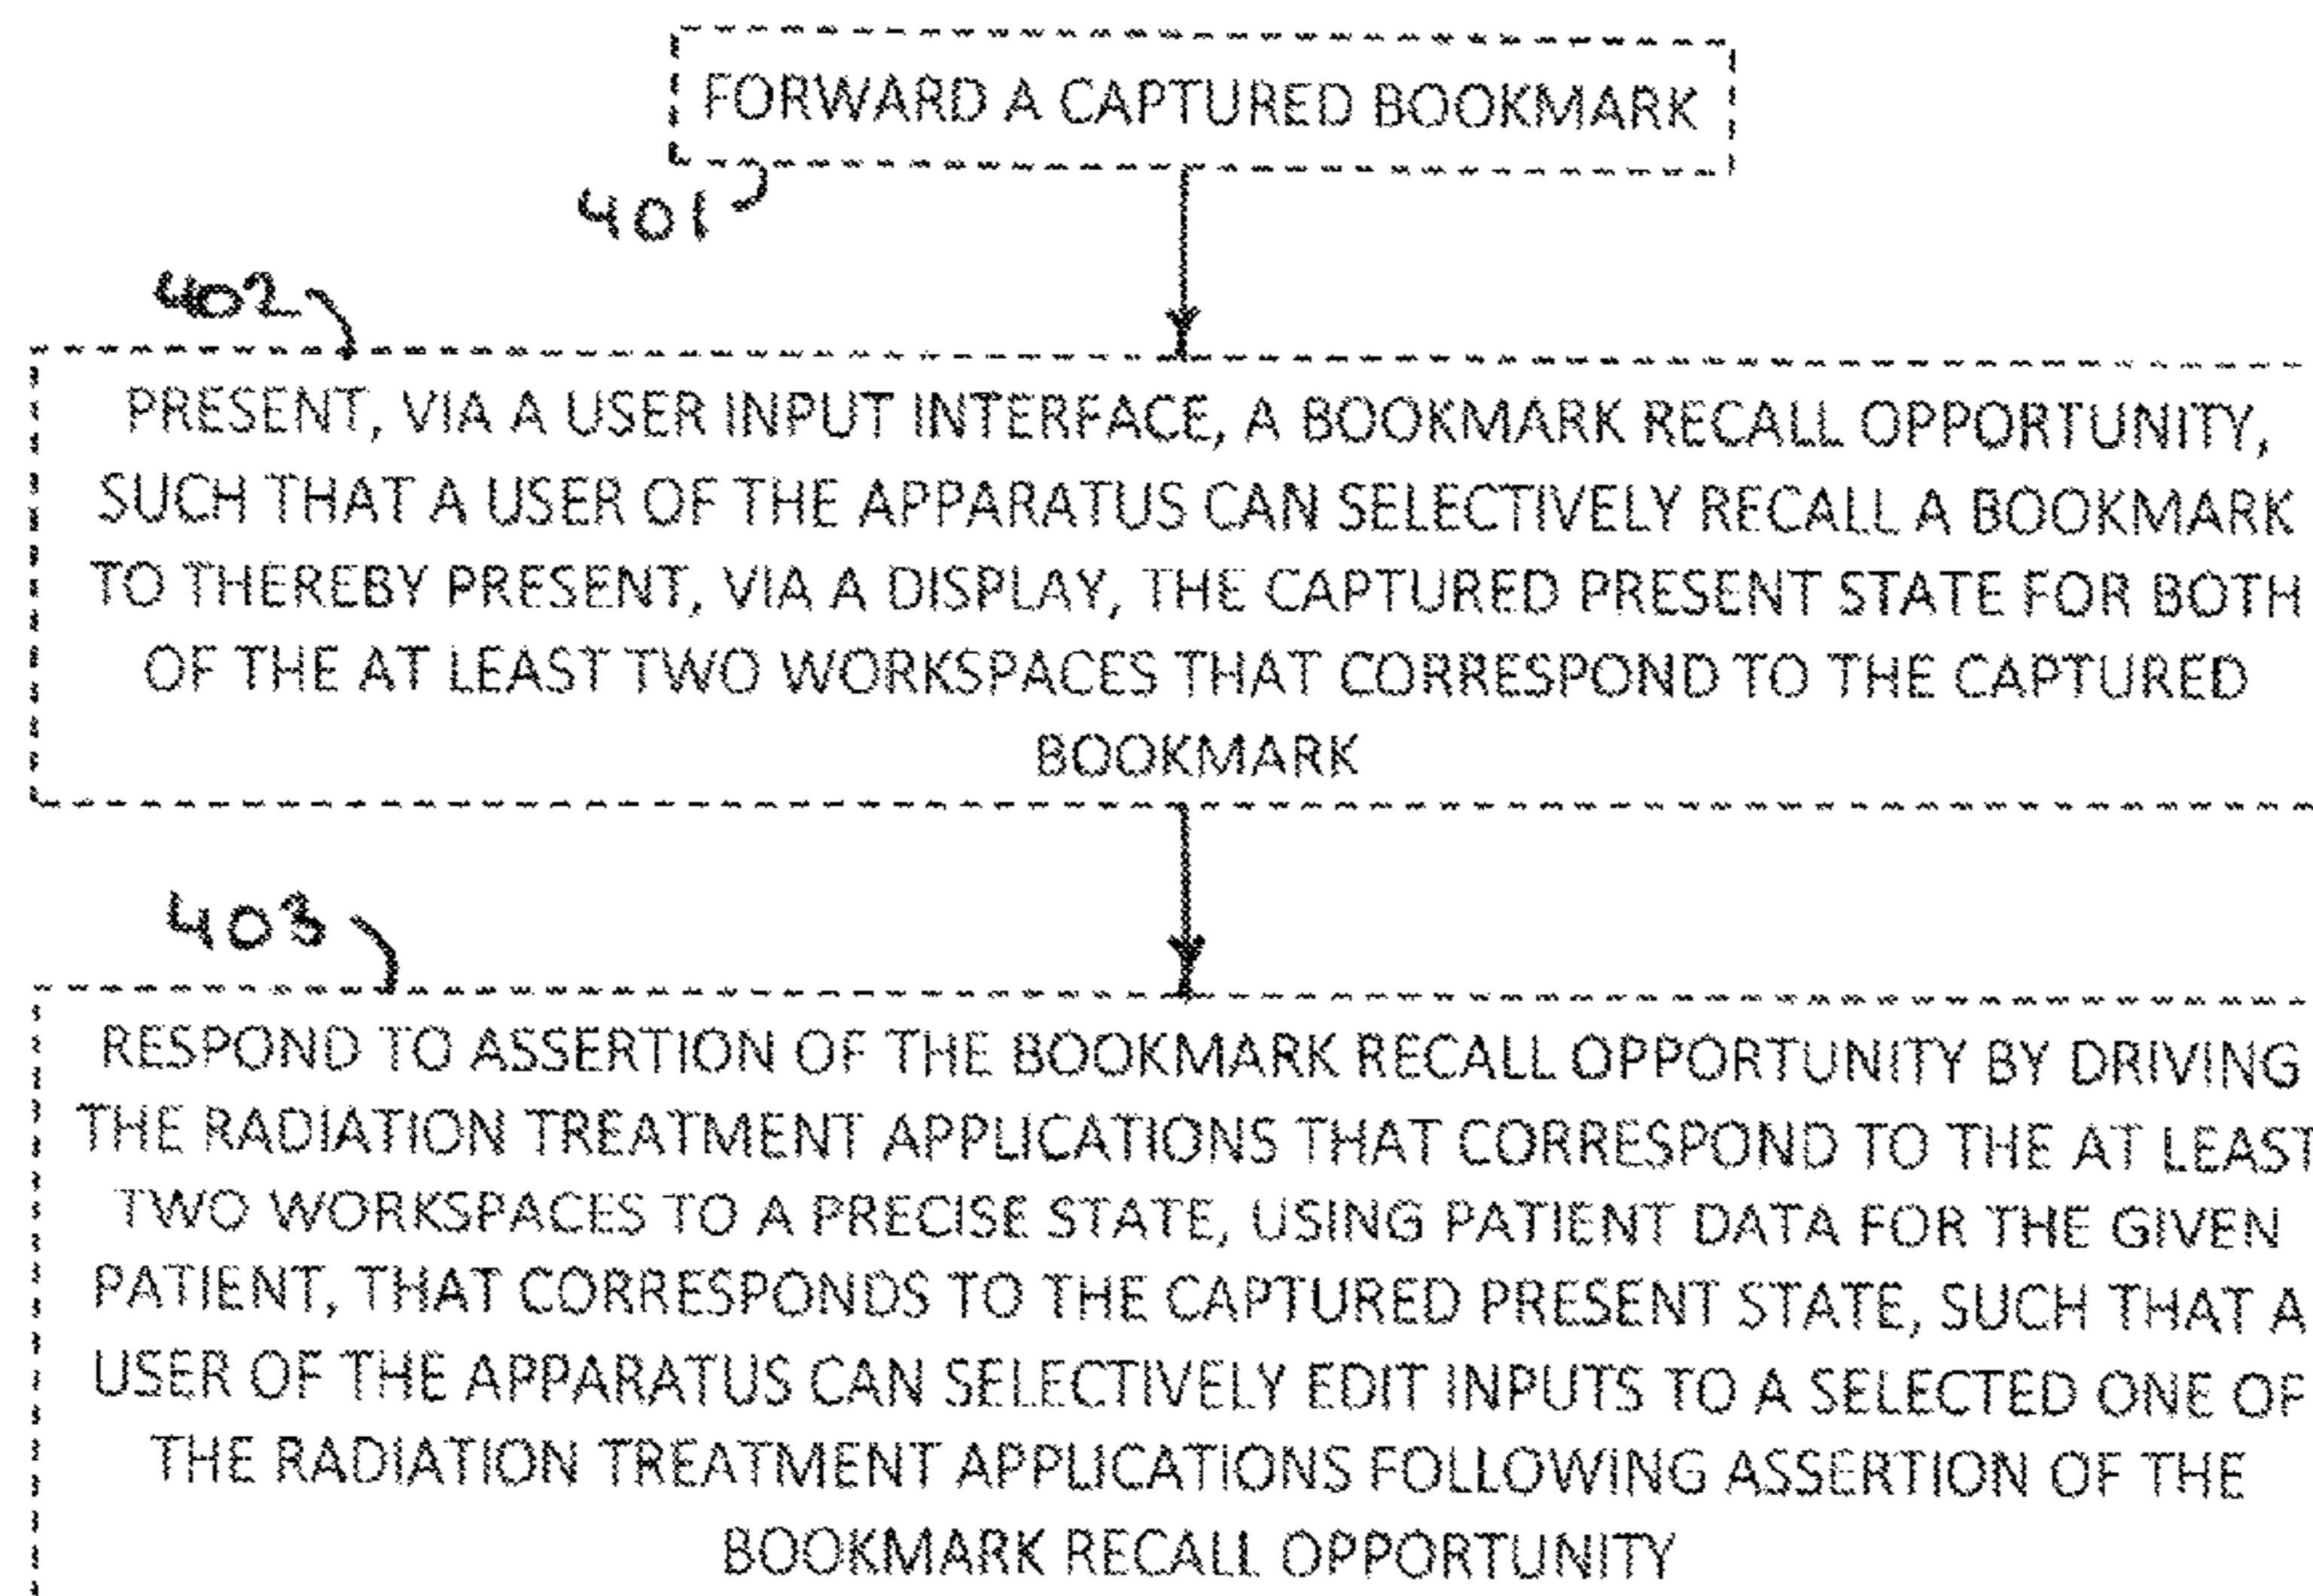 FORWARD A CAPTURED BOOKMARK
401
402
PRESENT, VIA A USER INPUT INTERFACE, A BOOKMARK RECALL OPPORTUNITY,
SUCH THAT A USER OF THE APPARATUS CAN SELECTIVELY RECALL A BOOKMARK
TO THEREBY PRESENT, VIA A DISPLAY, THE CAPTURED PRESENT STATE FOR BOTH
OF THE AT LEAST TWO WORKSPACES THAT CORRESPOND TO THE CAPTURED
BOOKMARK
403
RESPOND TO ASSERTION OF THE BOOKMARK RECALL OPPORTUNITY BY DRIVING
THE RADIATION TREATMENT APPLICATIONS THAT CORRESPOND TO THE AT LEAST
TWO WORKSPACES TO A PRECISE STATE, USING PATIENT DATA FOR THE GIVEN
PATIENT, THAT CORRESPONDS TO THE CAPTURED PRESENT STATE, SUCH THAT A
USER OF THE APPARATUS CAN SELECTIVELY EDIT INPUTS TO A SELECTED ONE OF
THE RADIATION TREATMENT APPLICATIONS FOLLOWING ASSERTION OF THE
BOOKMARK RECALL OPPORTUNITY